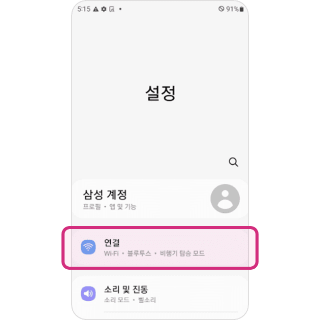 5:15
91%
설정
삼성 계정
프로필 • 앱 및 기능
연결
Wi-Fi • 블루투스 • 비행기 탑승 모드
소리 및 진동
소리 모드 • 벨소리